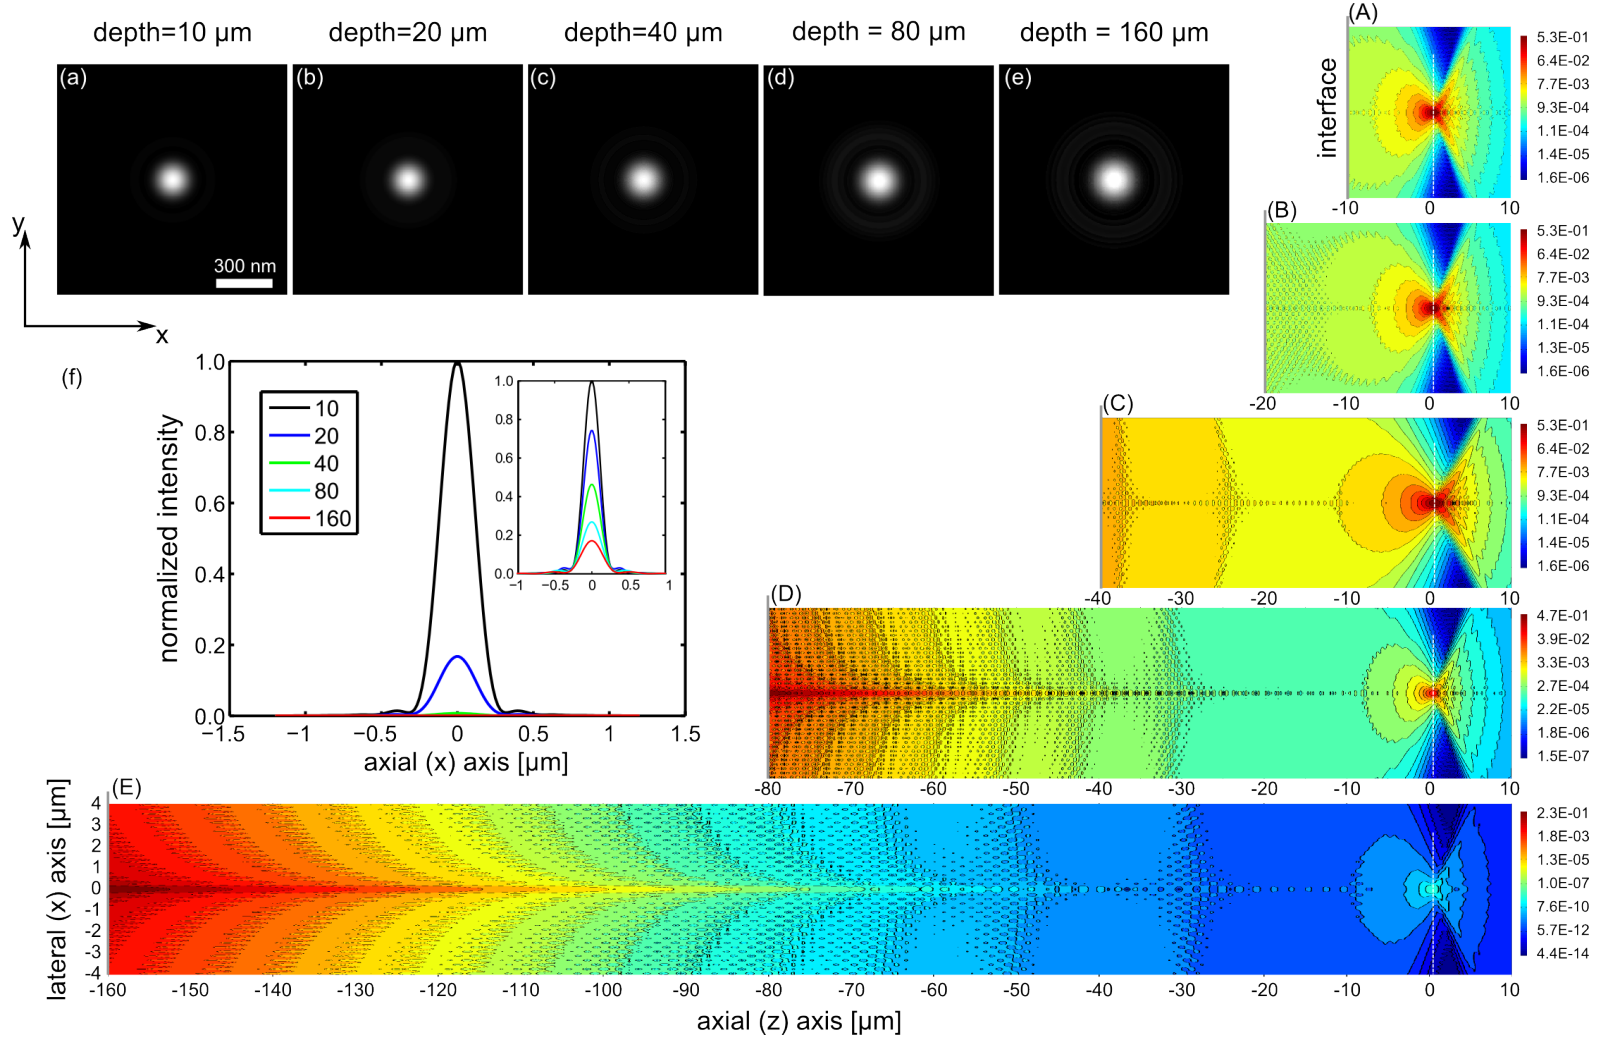 depth=10 µm depth=20 µm depth=40 µm depth = 80 µm depth = 160 µm
(a) (b) (c) (d) (e)
300 nm
y
x
(A)
interface
5.3E-01
6.4E-02
7.7E-03
9.3E-04
1.1E-04
1.4E-05
1.6E-06
-10 0 10
(B)
5.3E-01
6.4E-02
7.7E-03
9.3E-04
1.1E-04
1.3E-05
1.6E-06
-20 -10 0 10
(C)
5.3E-01
6.4E-02
7.7E-03
9.3E-04
1.1E-04
1.4E-05
1.6E-06
-40 -30 -20 -10 0 10
(D)
4.7E-01
3.9E-02
3.3E-03
2.7E-04
2.2E-05
1.8E-06
1.5E-07
-80 -70 -60 -50 -40 -30 -20 -10 0 10
(f)
normalized intensity
1.0
0.8
0.6
0.4
0.2
0.0
−1.5 −1 −0.5 0 0.5 1 1.5
axial (x) axis [µm]
10
20
40
80
160
1.0
0.8
0.6
0.4
0.2
0.0
−1 −0.5 0 0.5 1
(E)
lateral (x) axis [µm]
4
3
2
1
0
-1
-2
-3
-4
2.3E-01
1.8E-03
1.3E-05
1.0E-07
7.6E-10
5.7E-12
4.4E-14
-160 -150 -140 -130 -120 -110 -100 -90 -80 -70 -60 -50 -40 -30 -20 -10 0 10
axial (z) axis [µm]